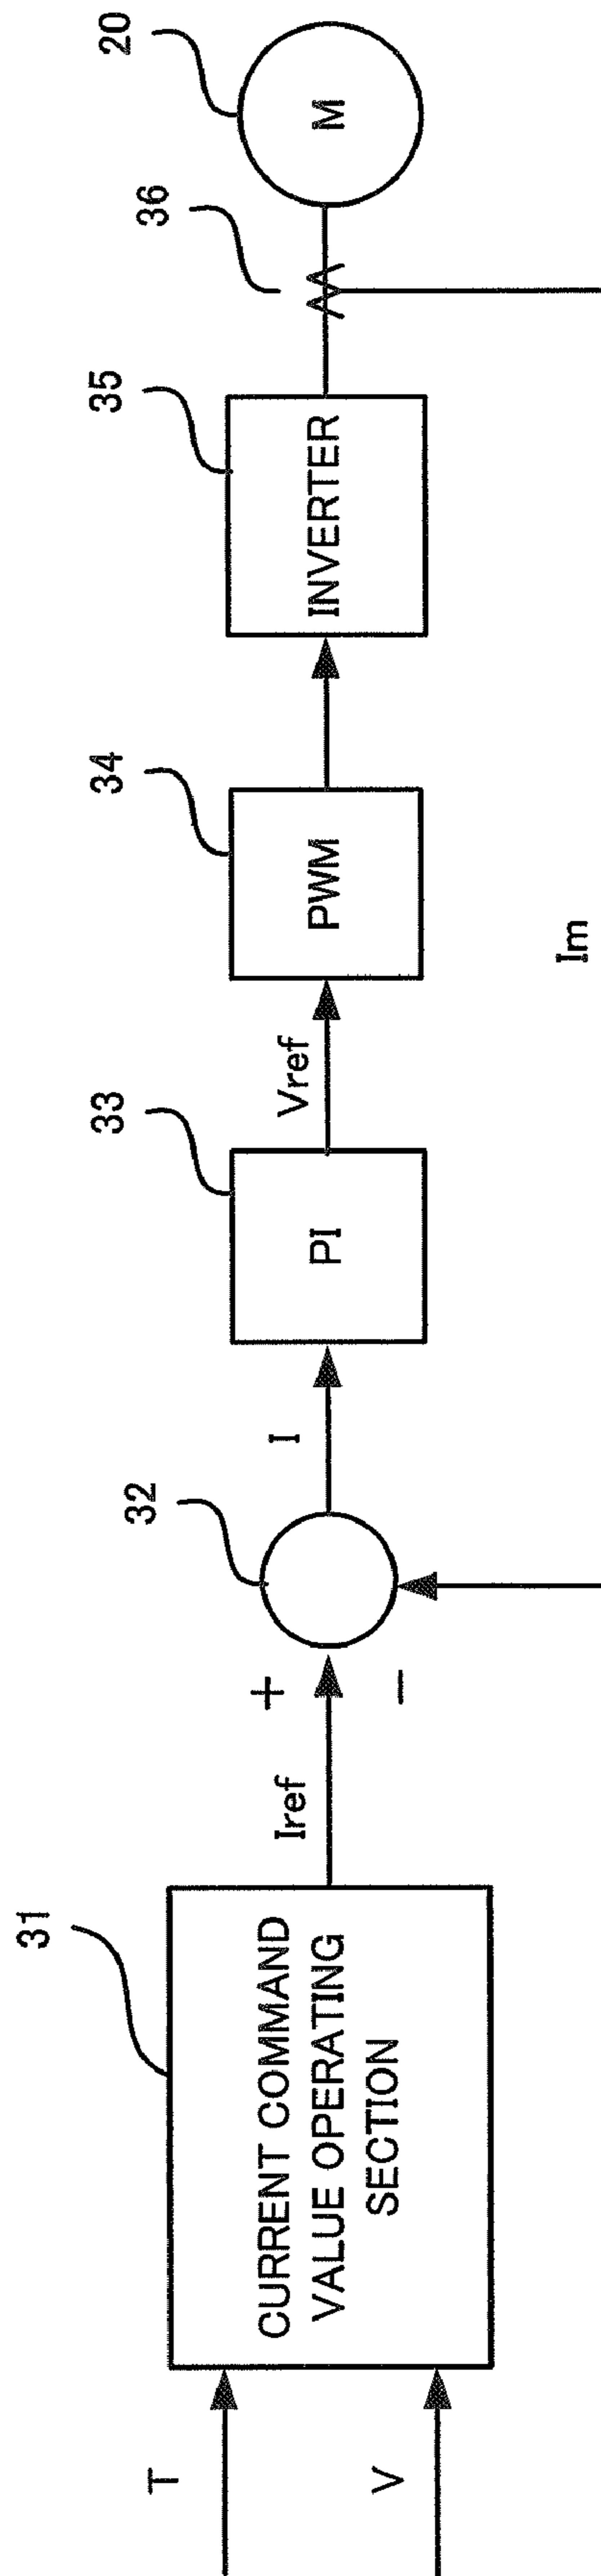 T
V
31
CURRENT COMMAND
VALUE OPERATING
SECTION
Iref
+
−
32
I
33
PI
Vref
34
PWM
35
INVERTER
36
20
M
Im